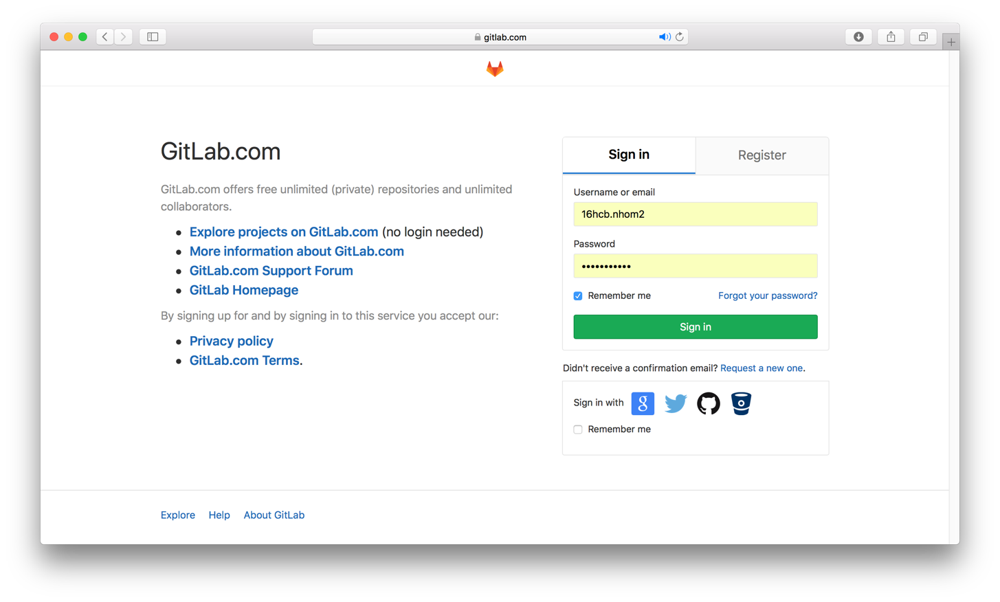 gitlab.com
GitLab.com
GitLab.com offers free unlimited (private) repositories and unlimited
collaborators.
Explore projects on GitLab.com (no login needed)
More information about GitLab.com
GitLab.com Support Forum
GitLab Homepage
By signing up for and by signing in to this service you accept our:
Privacy policy
GitLab.com Terms.
Sign in
Register
Username or email
16hcb.nhom2
Password
•••••••••••
Remember me
Forgot your password?
Sign in
Didn't receive a confirmation email? Request a new one.
Sign in with
Remember me
Explore
Help
About GitLab